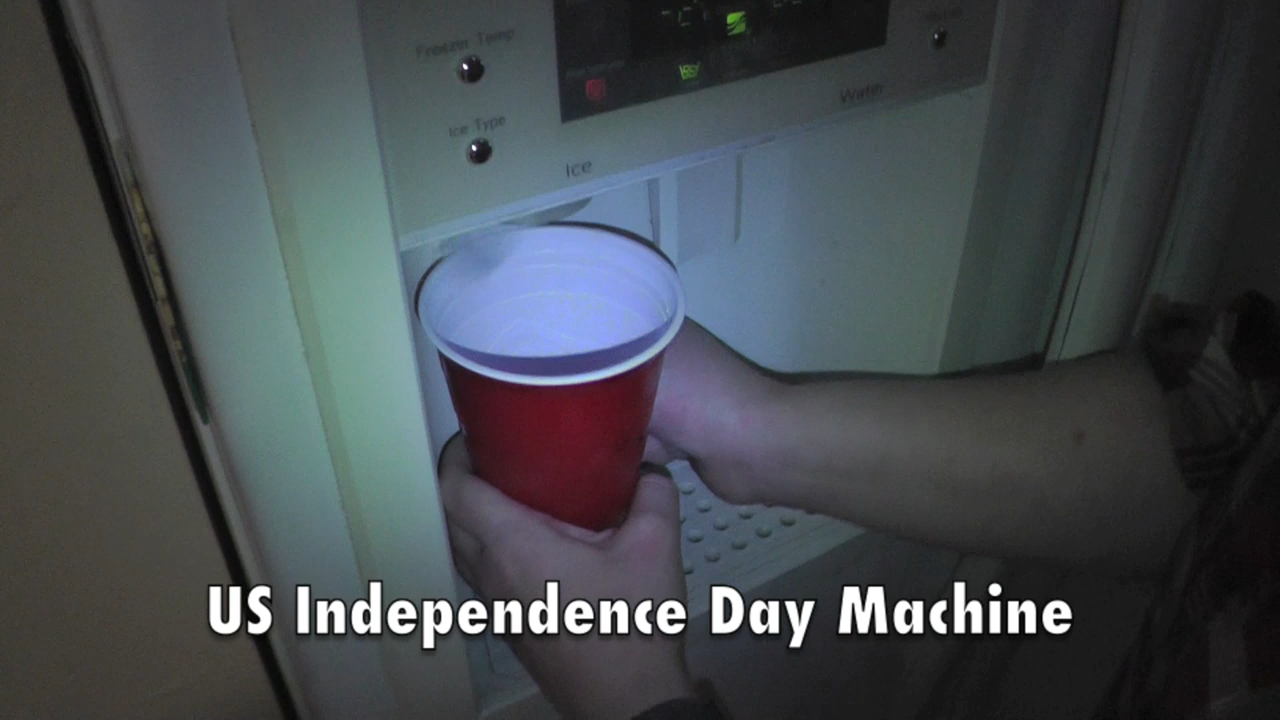 Freezer Temp
Ice Type
Ice
Water
US Independence Day Machine